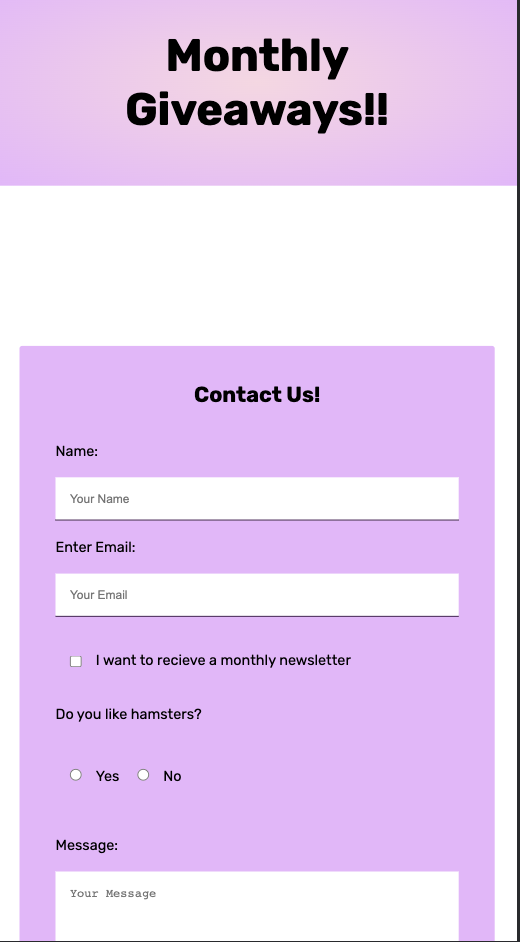 Monthly
Giveaways!!
Contact Us!
Name:
Your Name
Enter Email:
Your Email
I want to recieve a monthly newsletter
Do you like hamsters?
Yes No
Message:
Your Message